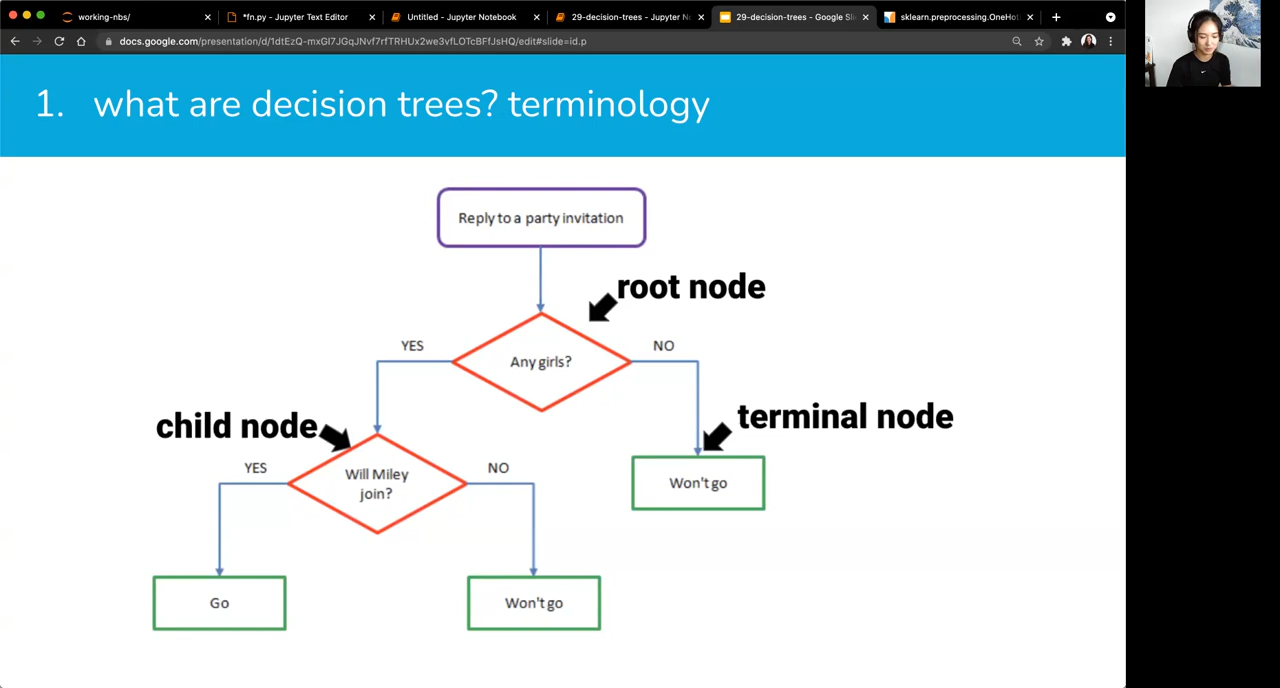 working-nbs/
*fn.py - Jupyter Text Editor
Untitled - Jupyter Notebook
29-decision-trees - Jupyter N
29-decision-trees - Google Sli
sklearn.preprocessing.OneHot
docs.google.com/presentation/d/1dtEzQ-mxGl7JGqJNvf7rfTRHUx2we3vfLOTcBFfJsHQ/edit#slide=id.p
1. what are decision trees? terminology
Reply to a party invitation
root node
YES
NO
Any girls?
child node
terminal node
YES
Will Miley
join?
NO
Won't go
Go
Won't go